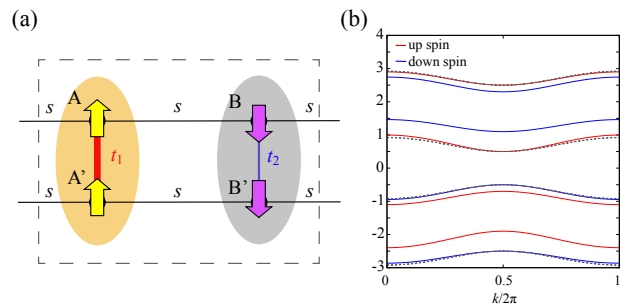 (a)
A
B
s
s
s
t₁
t₂
A'
B'
s
s
s
(b)
up spin
down spin
4
3
2
1
0
-1
-2
-3
0
0.5
1
k/2π